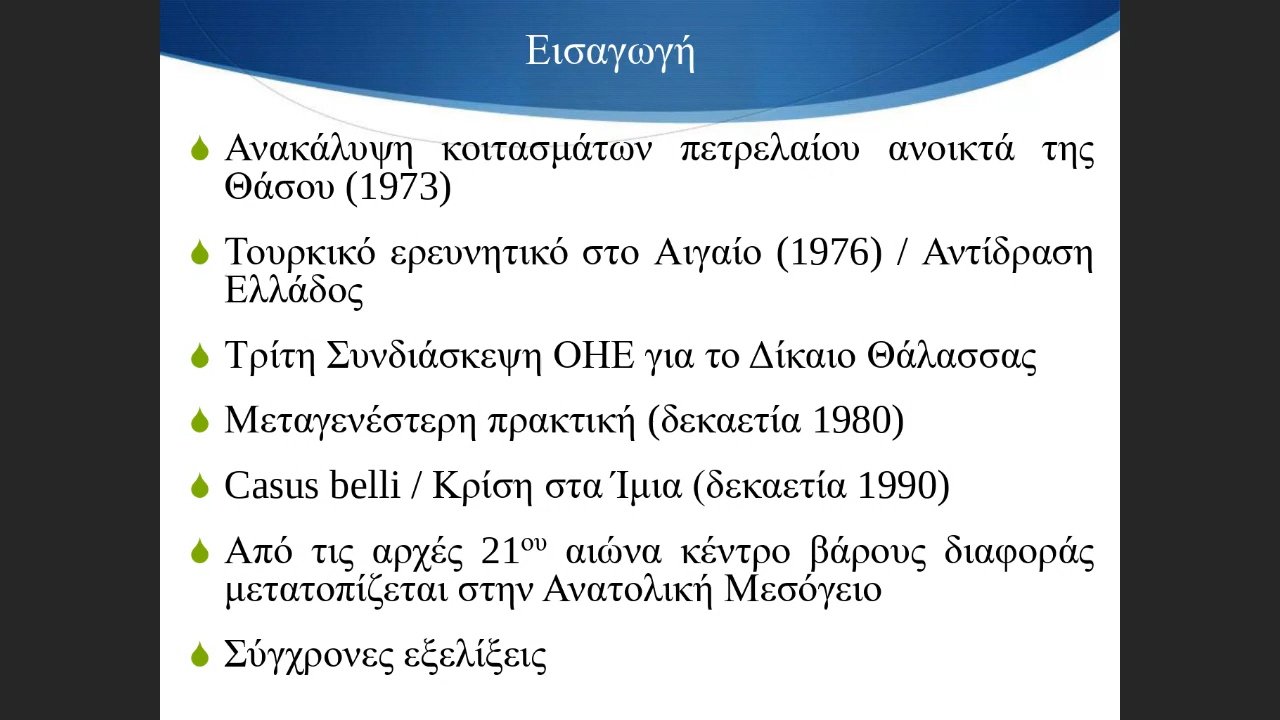 Εισαγωγή
Ανακάλυψη κοιτασμάτων πετρελαίου ανοικτά της
Θάσου (1973)
Τουρκικό ερευνητικό στο Αιγαίο (1976) / Αντίδραση
Ελλάδος
Τρίτη Συνδιάσκεψη ΟΗΕ για το Δίκαιο Θάλασσας
Μεταγενέστερη πρακτική (δεκαετία 1980)
Casus belli / Κρίση στα Ίμια (δεκαετία 1990)
Από τις αρχές 21ου αιώνα κέντρο βάρους διαφοράς
μετατοπίζεται στην Ανατολική Μεσόγειο
Σύγχρονες εξελίξεις